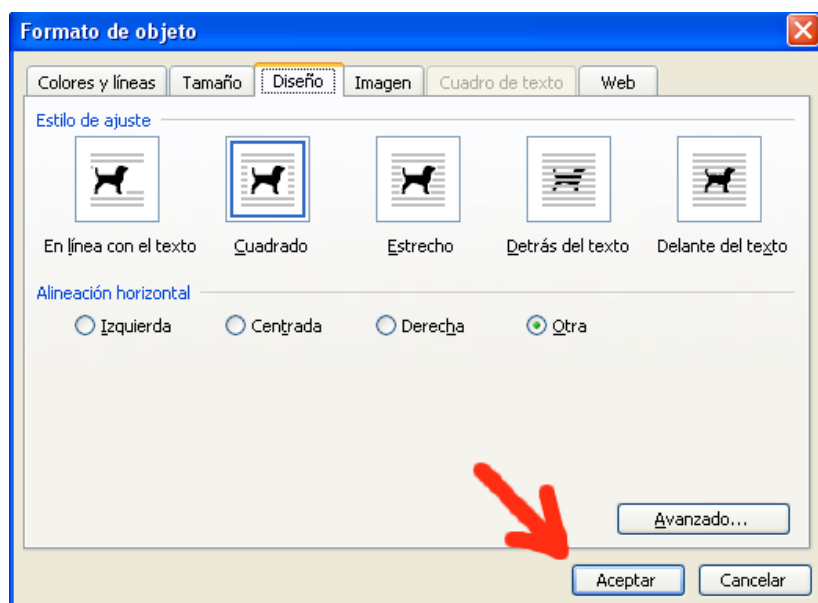 Formato de objeto
Colores y líneas Tamaño Diseño Imagen Cuadro de texto Web
Estilo de ajuste
En línea con el texto Cuadrado Estrecho Detrás del texto Delante del texto
Alineación horizontal
Izquierda Centrada Derecha Otra
Avanzado...
Aceptar Cancelar